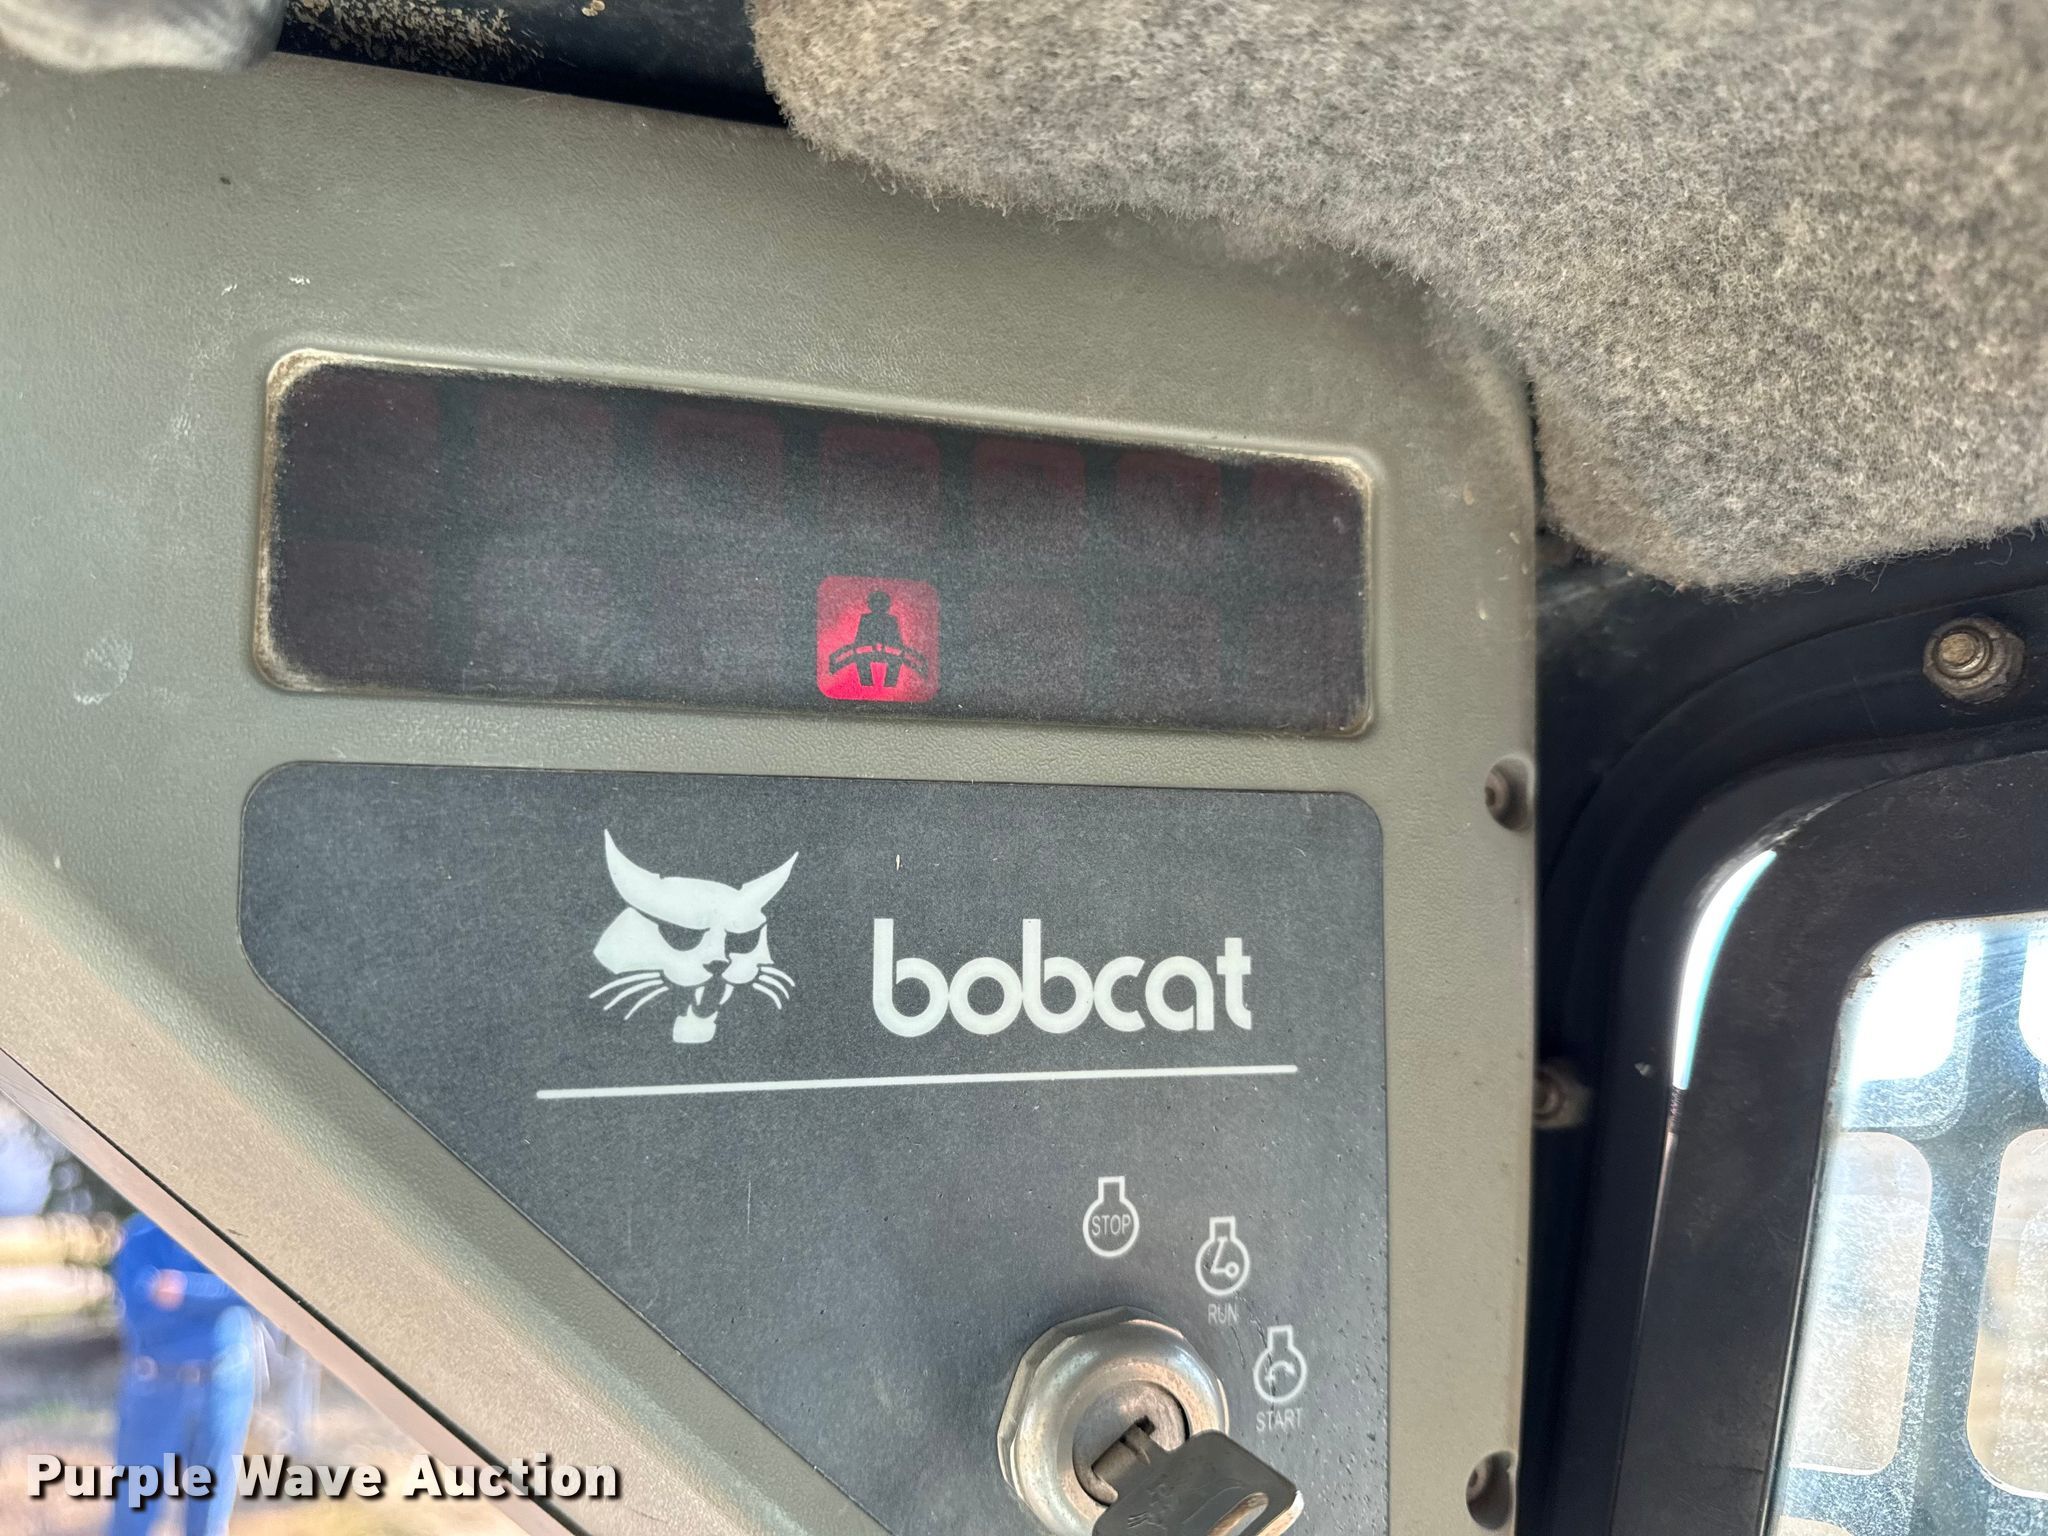 bobcat
STOP
RUN
START
Purple Wave Auction